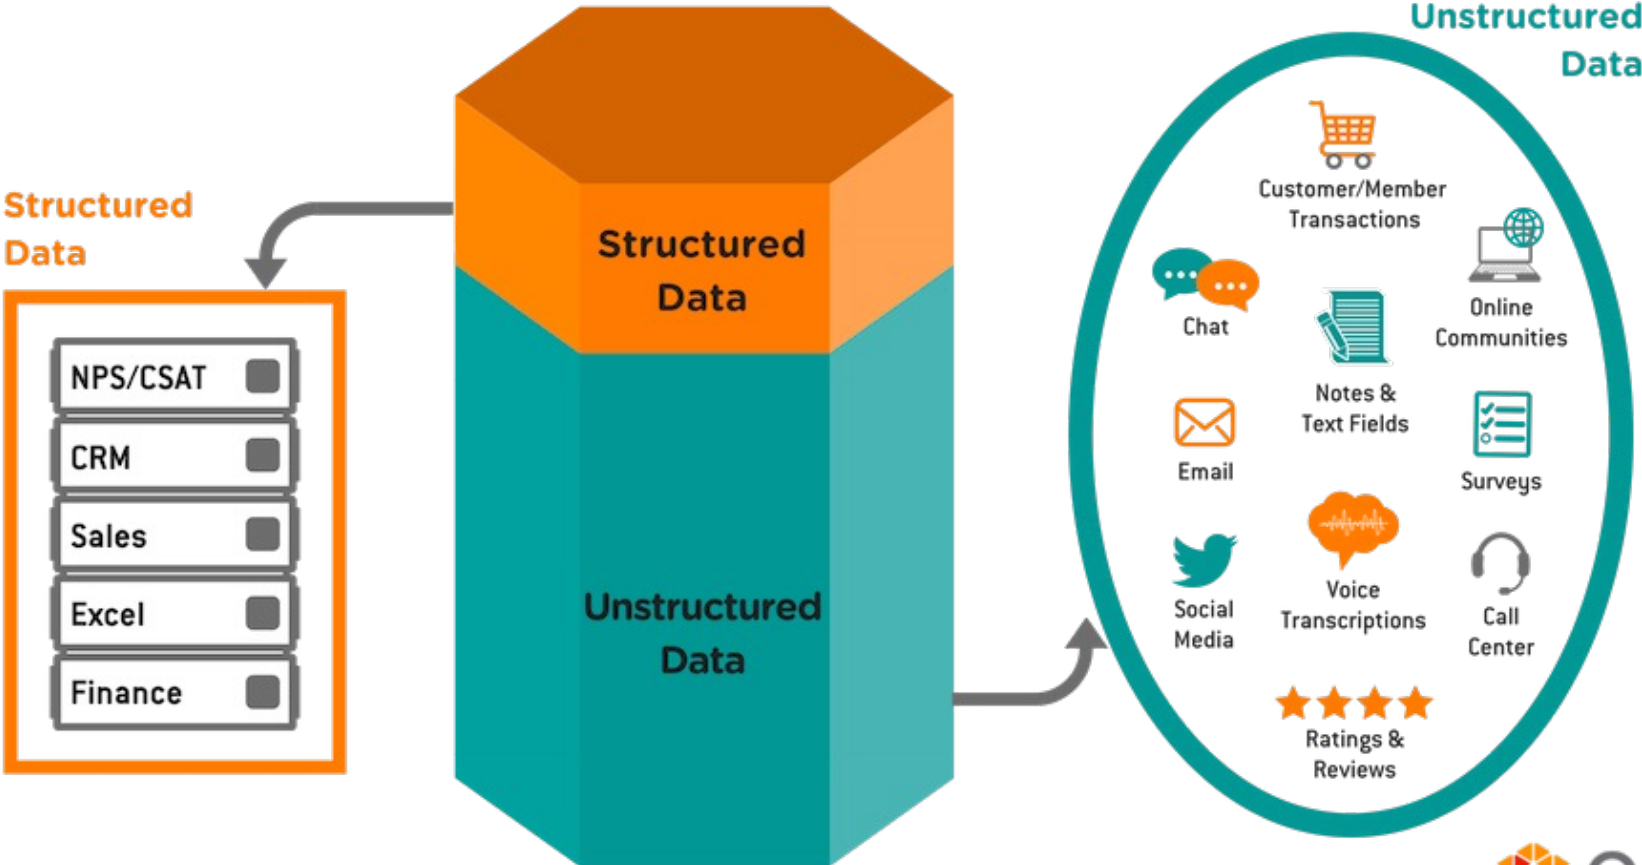 Structured
Data
NPS/CSAT
CRM
Sales
Excel
Finance
Structured
Data
Unstructured
Data
Unstructured
Data
Customer/Member
Transactions
Chat
Online
Communities
Notes &
Text Fields
Email
Surveys
Social
Media
Voice
Transcriptions
Call
Center
Ratings &
Reviews